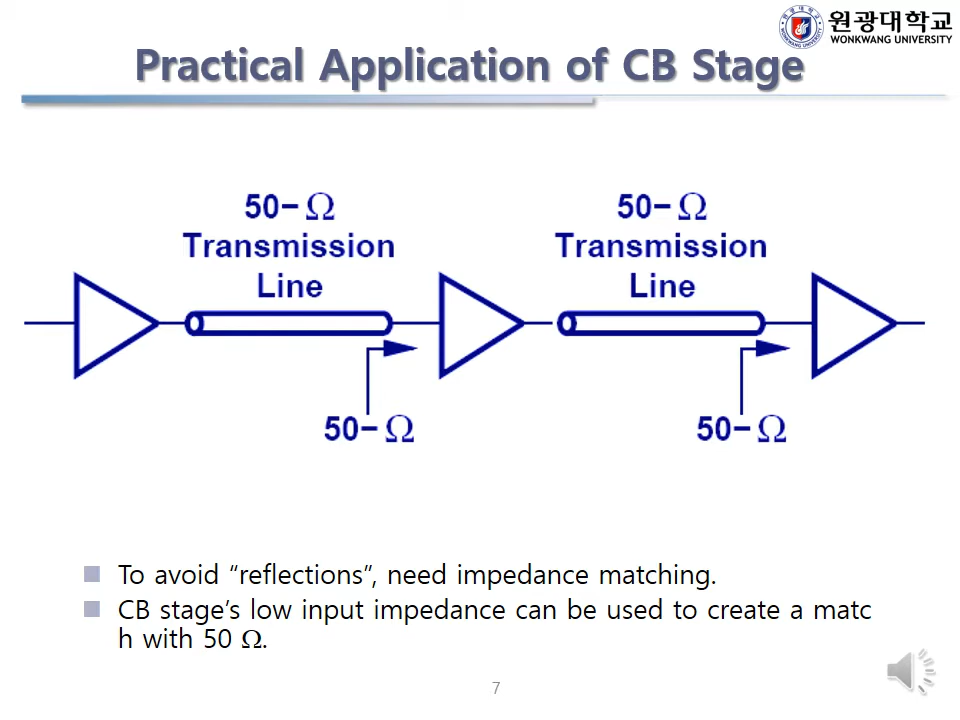 원광대학교
WONKWANG UNIVERSITY
Practical Application of CB Stage
50− Ω
Transmission
Line
50− Ω
Transmission
Line
50− Ω
50− Ω
To avoid “reflections”, need impedance matching.
CB stage’s low input impedance can be used to create a matc
h with 50 Ω.
7